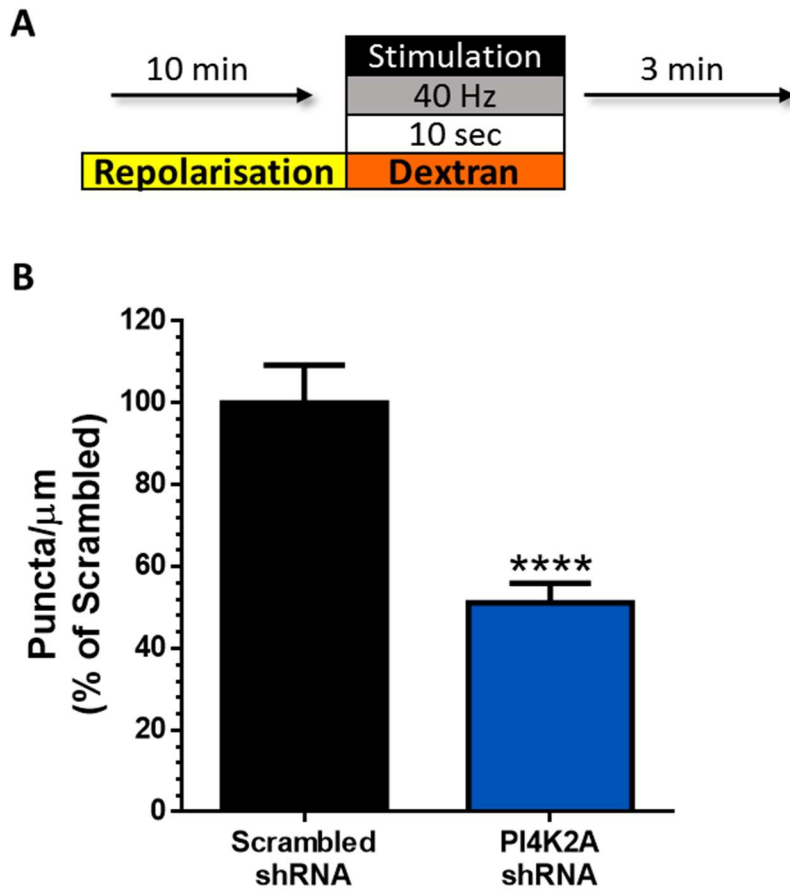 A
10 min
Stimulation
40 Hz
10 sec
3 min
Repolarisation
Dextran
B
Puncta/μm
(% of Scrambled)
120
100
80
60
40
20
0
****
Scrambled
shRNA
PI4K2A
shRNA